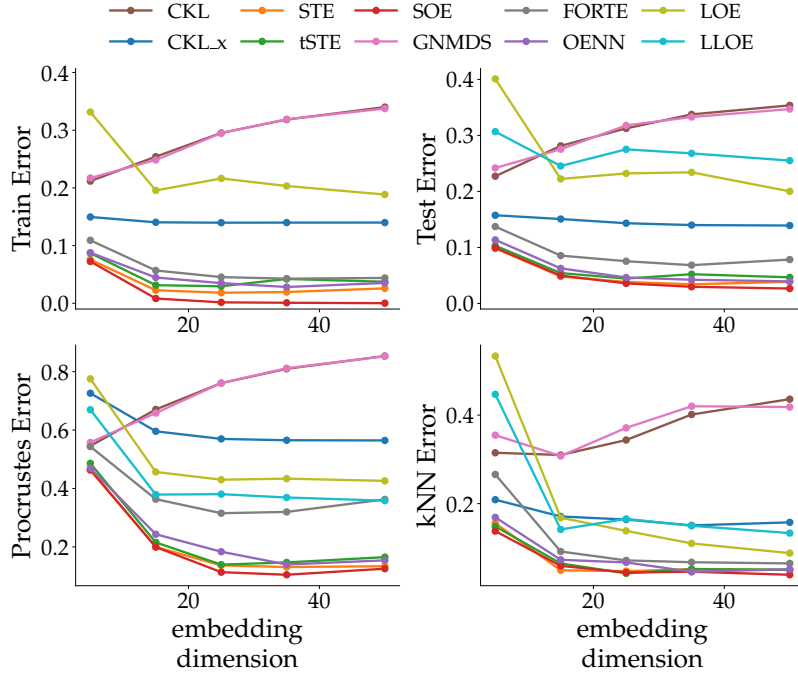 CKL STE SOE FORTE LOE
CKL_x tSTE GNMDS OENN LLOE
Train Error
0.4
0.3
0.2
0.1
0.0
20 40
Test Error
0.4
0.3
0.2
0.1
0.0
20 40
Procrustes Error
0.8
0.6
0.4
0.2
20 40
embedding
dimension
kNN Error
0.4
0.2
20 40
embedding
dimension